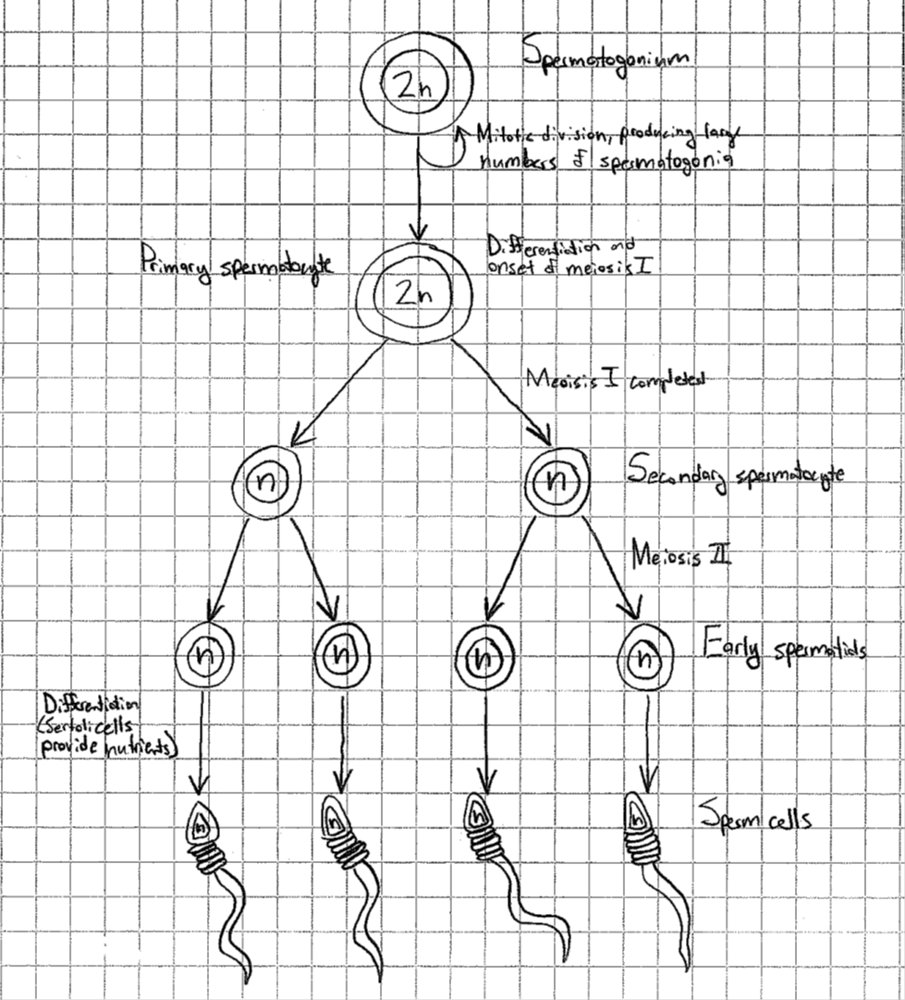 Spermatogonium
2n
Mitotic division, producing large
numbers of spermatogonia
Primary spermatocyte
Differentiation and
onset of meiosis I
2n
Meoisis I completed
n
n
Secondary spermatocyte
Meiosis II
n
n
n
n
Early spermatids
Differentiation
(Sertoli cells
provide nutrients)
n
n
n
n
Sperm cells